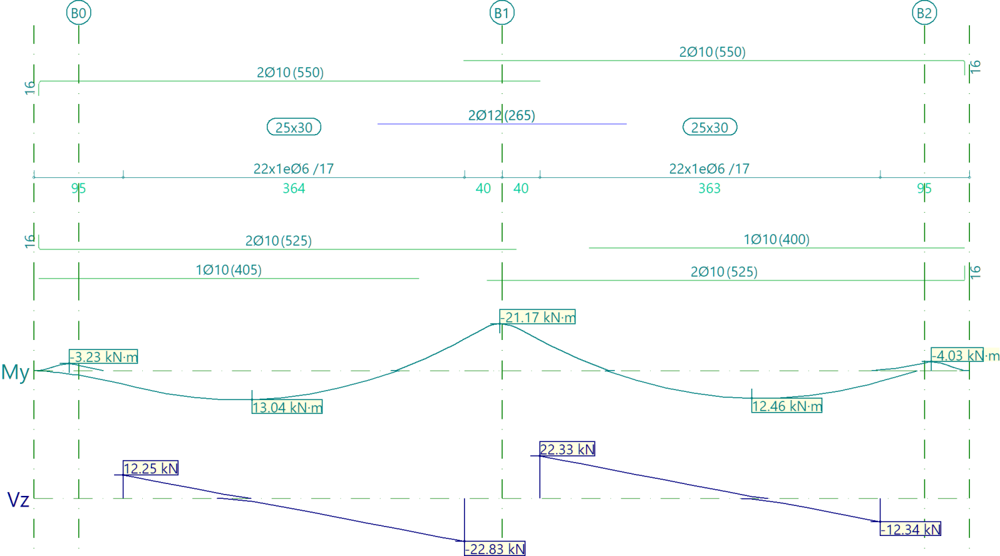 B0 B1 B2
2Ø10(550)
16
2Ø10(550)
16
2Ø12(265)
25x30 25x30
22x1eØ6 /17 22x1eØ6 /17
95 364 40 40 363 95
16
2Ø10(525) 1Ø10(400)
1Ø10(405) 2Ø10(525)
16
-21.17 kN·m
-3.23 kN·m -4.03 kN·m
My
13.04 kN·m 12.46 kN·m
22.33 kN
12.25 kN
Vz
-12.34 kN
-22.83 kN